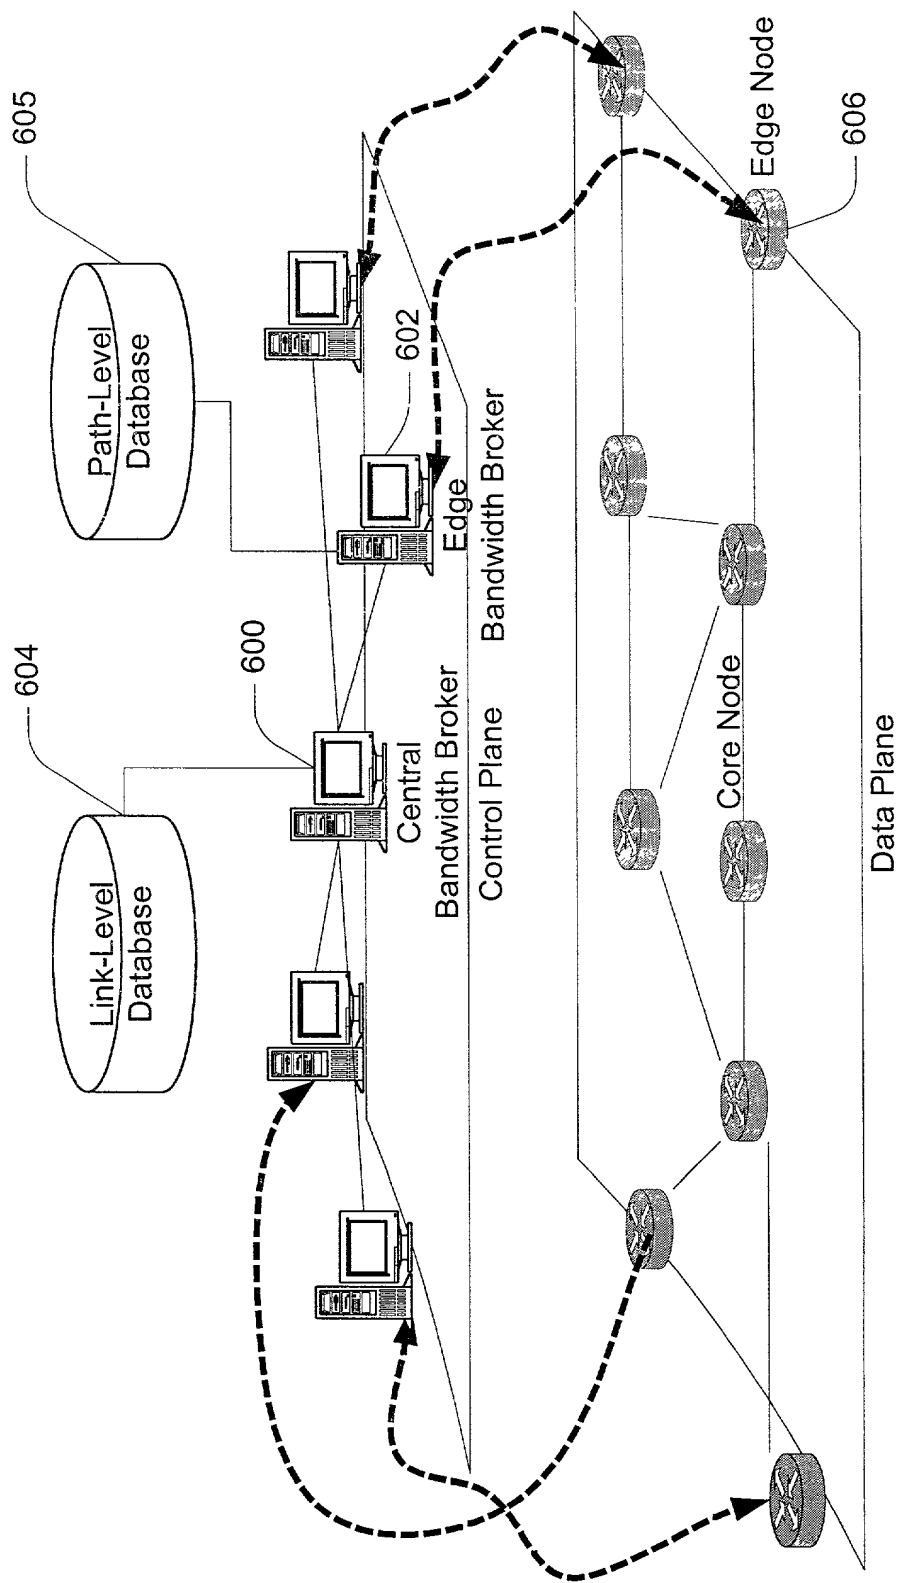 604
605
Link-Level
Database
Path-Level
Database
600
602
Central
Bandwidth Broker
Edge
Bandwidth Broker
Control Plane
Core Node
Edge Node
606
Data Plane